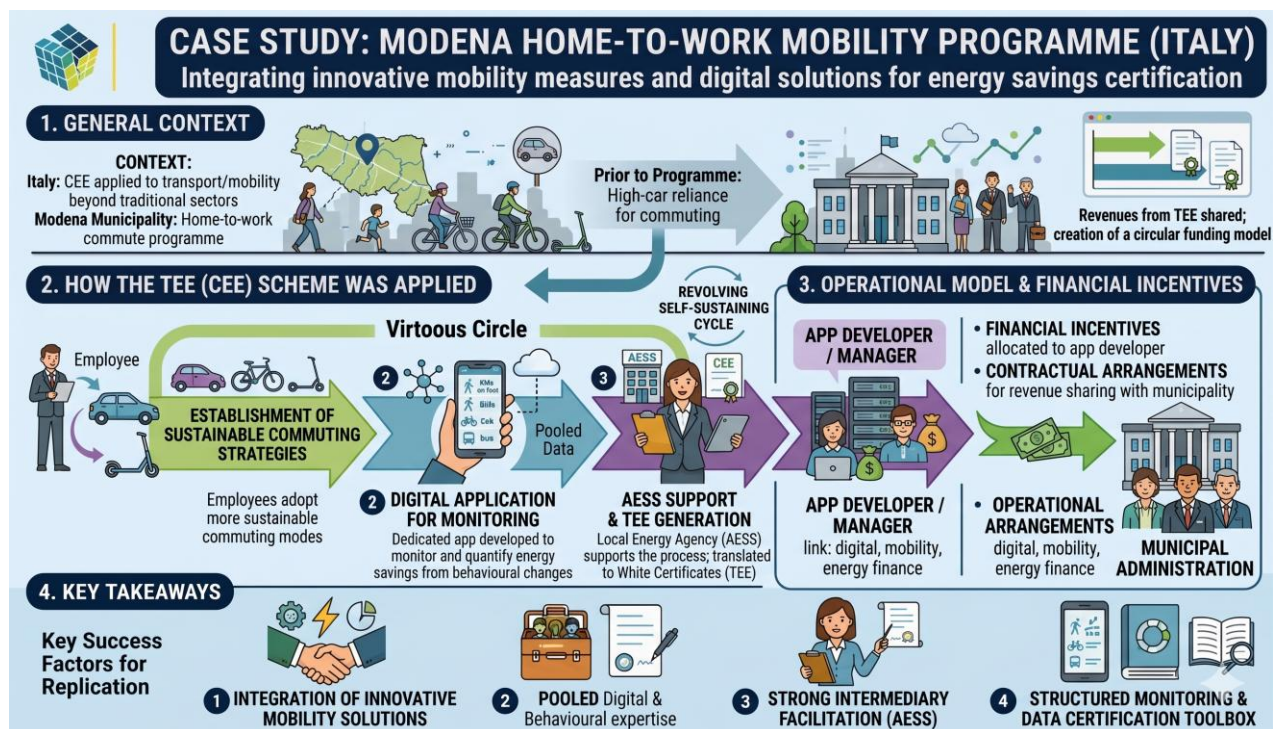 CASE STUDY: MODENA HOME-TO-WORK MOBILITY PROGRAMME (ITALY)
Integrating innovative mobility measures and digital solutions for energy savings certification
1. GENERAL CONTEXT
CONTEXT:
Italy: CEE applied to transport/mobility
beyond traditional sectors
Modena Municipality: Home-to-work
commute programme
Prior to Programme:
High-car reliance
for commuting
Revenues from TEE shared;
creation of a circular funding model
2. HOW THE TEE (CEE) SCHEME WAS APPLIED
Virtoous Circle
REVOLVING
SELF-SUSTAINING
CYCLE
Employee
ESTABLISHMENT OF
SUSTAINABLE COMMUTING
STRATEGIES
Employees adopt
more sustainable
commuting modes
2
KMs
on foot
Biills
Cek
bus
Pooled
Data
2 DIGITAL APPLICATION
FOR MONITORING
Dedicated app developed to
monitor and quantify energy
savings from behavioural changes
3
AESS
CEE
AESS SUPPORT
& TEE GENERATION
Local Energy Agency (AESS)
supports the process; translated
to White Certificates (TEE)
3. OPERATIONAL MODEL & FINANCIAL INCENTIVES
APP DEVELOPER
/ MANAGER
$
$
APP DEVELOPER /
MANAGER
link: digital, mobility,
energy finance
• FINANCIAL INCENTIVES
allocated to app developer
• CONTRACTUAL ARRANGEMENTS
for revenue sharing with municipality
• OPERATIONAL
ARRANGEMENTS
digital, mobility,
energy finance
MUNICIPAL
ADMINISTRATION
4. KEY TAKEAWAYS
Key Success
Factors for
Replication
1 INTEGRATION OF INNOVATIVE
MOBILITY SOLUTIONS
2 POOLED Digital &
Behavioural expertise
3 STRONG INTERMEDIARY
FACILITATION (AESS)
4 STRUCTURED MONITORING &
DATA CERTIFICATION TOOLBOX